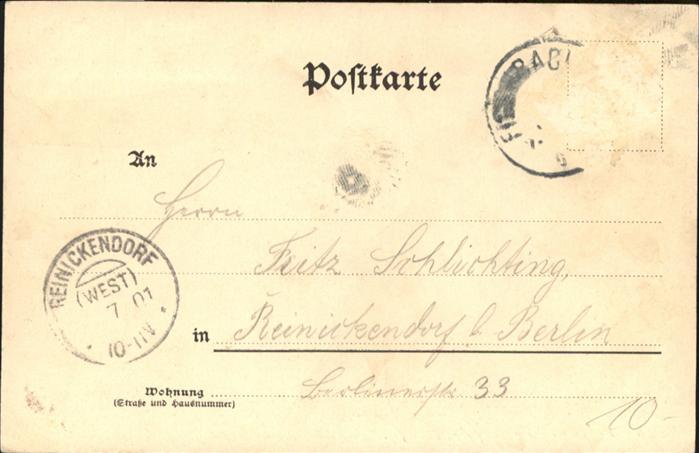 Postkarte
An
Herrn
Fritz Schlichting,
in Reinickendorf b. Berlin
Wohnung Berlinerstr 33
(Straße und Hausnummer)
10-
REINICKENDORF
(WEST)
7 01
10-11V